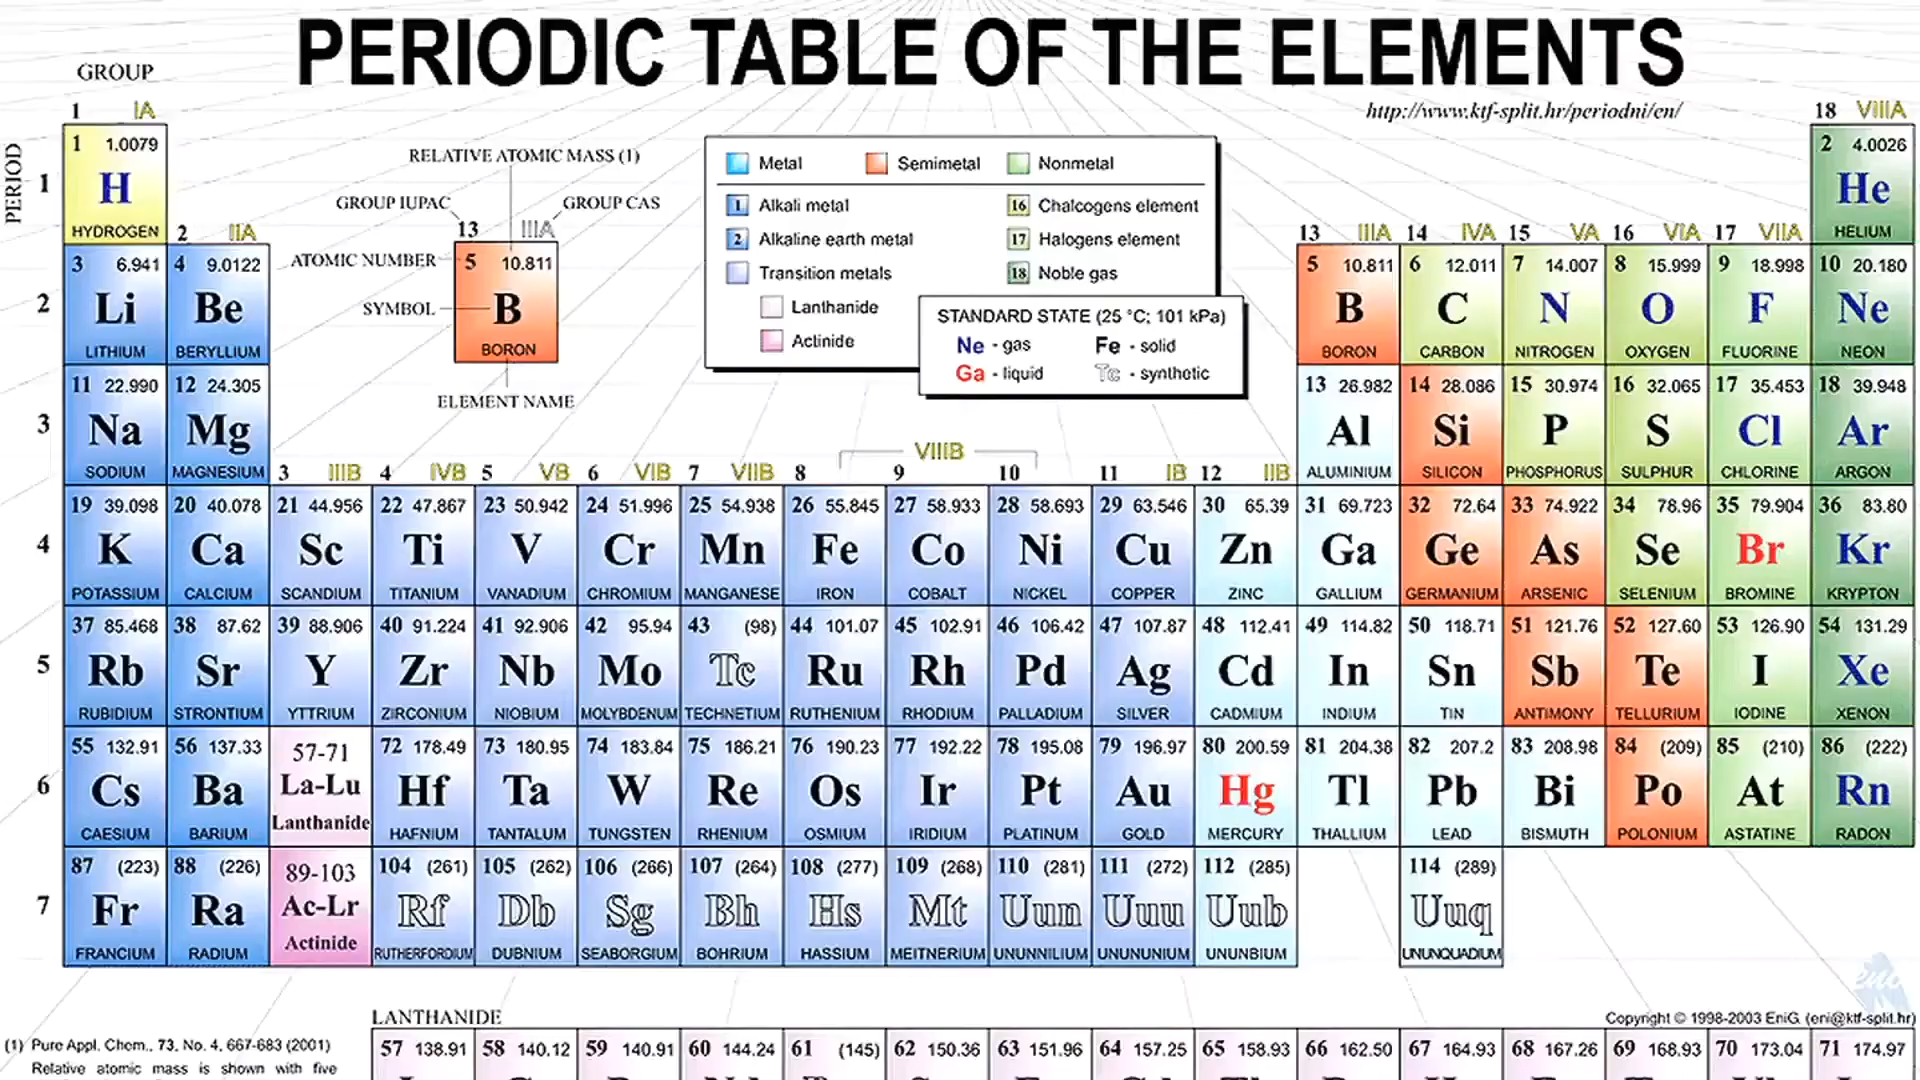 PERIODIC TABLE OF THE ELEMENTS
http://www.ktf-split.hr/periodni/en/
GROUP
PERIOD
1 IA
18 VIIIA
1 1.0079
H
HYDROGEN
2 4.0026
He
HELIUM
1
RELATIVE ATOMIC MASS (1)
GROUP IUPAC
GROUP CAS
13 IIIA
ATOMIC NUMBER
5 10.811
SYMBOL
B
BORON
ELEMENT NAME
Metal Semimetal Nonmetal
1 Alkali metal
16 Chalcogens element
2 Alkaline earth metal
17 Halogens element
Transition metals
18 Noble gas
Lanthanide
Actinide
STANDARD STATE (25 °C; 101 kPa)
Ne - gas Fe - solid
Ga - liquid Tc - synthetic
2 IIA
13 IIIA 14 IVA 15 VA 16 VIA 17 VIIA
3 6.941 4 9.0122 5 10.811 6 12.011 7 14.007 8 15.999 9 18.998 10 20.180
2 Li Be B C N O F Ne
LITHIUM BERYLLIUM BORON CARBON NITROGEN OXYGEN FLUORINE NEON
11 22.990 12 24.305 13 26.982 14 28.086 15 30.974 16 32.065 17 35.453 18 39.948
3 Na Mg Al Si P S Cl Ar
SODIUM MAGNESIUM ALUMINIUM SILICON PHOSPHORUS SULPHUR CHLORINE ARGON
VIIIB
3 IIIB 4 IVB 5 VB 6 VIB 7 VIIB 8 9 10 11 IB 12 IIB
19 39.098 20 40.078 21 44.956 22 47.867 23 50.942 24 51.996 25 54.938 26 55.845 27 58.933 28 58.693 29 63.546 30 65.39 31 69.723 32 72.64 33 74.922 34 78.96 35 79.904 36 83.80
4 K Ca Sc Ti V Cr Mn Fe Co Ni Cu Zn Ga Ge As Se Br Kr
POTASSIUM CALCIUM SCANDIUM TITANIUM VANADIUM CHROMIUM MANGANESE IRON COBALT NICKEL COPPER ZINC GALLIUM GERMANIUM ARSENIC SELENIUM BROMINE KRYPTON
37 85.468 38 87.62 39 88.906 40 91.224 41 92.906 42 95.94 43 (98) 44 101.07 45 102.91 46 106.42 47 107.87 48 112.41 49 114.82 50 118.71 51 121.76 52 127.60 53 126.90 54 131.29
5 Rb Sr Y Zr Nb Mo Tc Ru Rh Pd Ag Cd In Sn Sb Te I Xe
RUBIDIUM STRONTIUM YTTRIUM ZIRCONIUM NIOBIUM MOLYBDENUM TECHNETIUM RUTHENIUM RHODIUM PALLADIUM SILVER CADMIUM INDIUM TIN ANTIMONY TELLURIUM IODINE XENON
55 132.91 56 137.33 57-71 72 178.49 73 180.95 74 183.84 75 186.21 76 190.23 77 192.22 78 195.08 79 196.97 80 200.59 81 204.38 82 207.2 83 208.98 84 (209) 85 (210) 86 (222)
6 Cs Ba La-Lu Hf Ta W Re Os Ir Pt Au Hg Tl Pb Bi Po At Rn
CAESIUM BARIUM Lanthanide HAFNIUM TANTALUM TUNGSTEN RHENIUM OSMIUM IRIDIUM PLATINUM GOLD MERCURY THALLIUM LEAD BISMUTH POLONIUM ASTATINE RADON
87 (223) 88 (226) 89-103 104 (261) 105 (262) 106 (266) 107 (264) 108 (277) 109 (268) 110 (281) 111 (272) 112 (285) 114 (289)
7 Fr Ra Ac-Lr Rf Db Sg Bh Hs Mt Uun Uuu Uub Uuq
FRANCIUM RADIUM Actinide RUTHERFORDIUM DUBNIUM SEABORGIUM BOHRIUM HASSIUM MEITNERIUM UNUNNILIUM UNUNUNIUM UNUNBIUM UNUNQUADIUM
LANTHANIDE
Copyright © 1998-2003 EniG. (eni@ktf-split.hr)
(1) Pure Appl. Chem., 73, No. 4, 667-683 (2001)
Relative atomic mass is shown with five
57 138.91 58 140.12 59 140.91 60 144.24 61 (145) 62 150.36 63 151.96 64 157.25 65 158.93 66 162.50 67 164.93 68 167.26 69 168.93 70 173.04 71 174.97